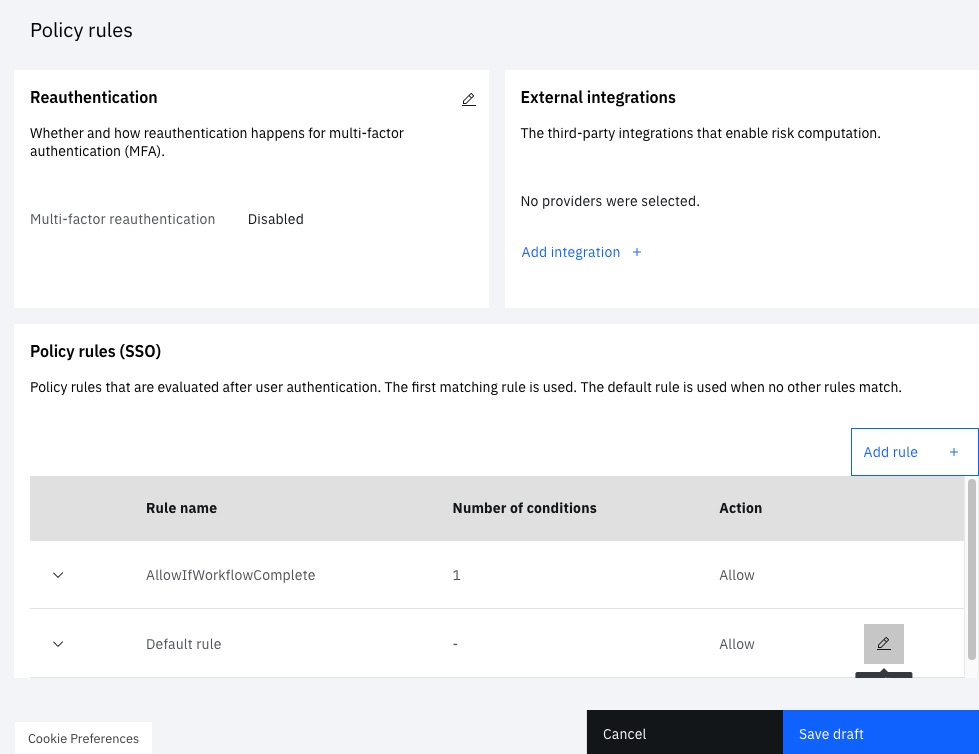 Policy rules
Reauthentication
Whether and how reauthentication happens for multi-factor
authentication (MFA).
Multi-factor reauthentication Disabled
External integrations
The third-party integrations that enable risk computation.
No providers were selected.
Add integration +
Policy rules (SSO)
Policy rules that are evaluated after user authentication. The first matching rule is used. The default rule is used when no other rules match.
Add rule +
Rule name Number of conditions Action
AllowIfWorkflowComplete 1 Allow
Default rule - Allow
Cookie Preferences
Cancel
Save draft